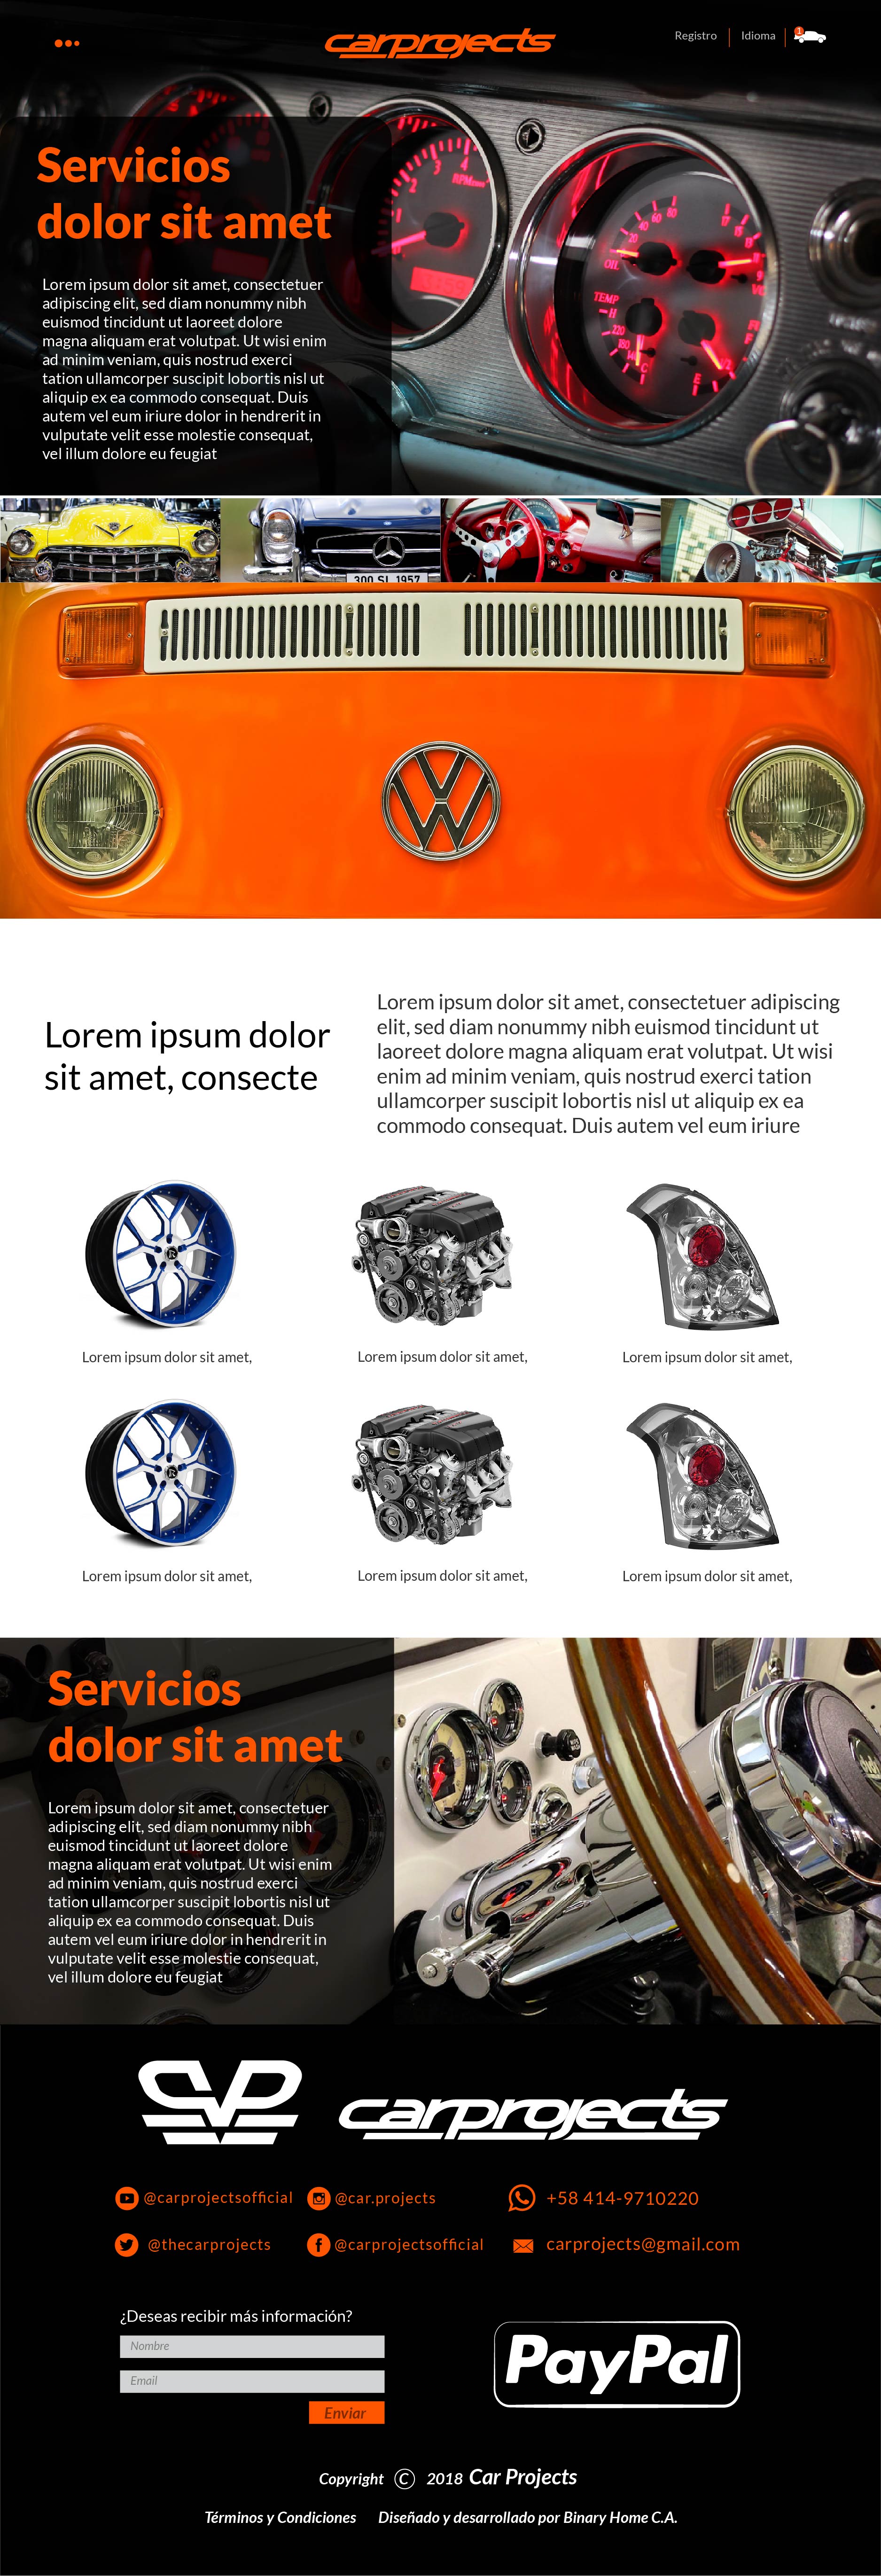 carprojects
Registro
Idioma
1
Servicios
dolor sit amet
Lorem ipsum dolor sit amet, consectetuer
adipiscing elit, sed diam nonummy nibh
euismod tincidunt ut laoreet dolore
magna aliquam erat volutpat. Ut wisi enim
ad minim veniam, quis nostrud exerci
tation ullamcorper suscipit lobortis nisl ut
aliquip ex ea commodo consequat. Duis
autem vel eum iriure dolor in hendrerit in
vulputate velit esse molestie consequat,
vel illum dolore eu feugiat
300 SL 1957
Lorem ipsum dolor
sit amet, consecte
Lorem ipsum dolor sit amet, consectetuer adipiscing
elit, sed diam nonummy nibh euismod tincidunt ut
laoreet dolore magna aliquam erat volutpat. Ut wisi
enim ad minim veniam, quis nostrud exerci tation
ullamcorper suscipit lobortis nisl ut aliquip ex ea
commodo consequat. Duis autem vel eum iriure
Lorem ipsum dolor sit amet,
Lorem ipsum dolor sit amet,
Lorem ipsum dolor sit amet,
Lorem ipsum dolor sit amet,
Lorem ipsum dolor sit amet,
Lorem ipsum dolor sit amet,
Servicios
dolor sit amet
Lorem ipsum dolor sit amet, consectetuer
adipiscing elit, sed diam nonummy nibh
euismod tincidunt ut laoreet dolore
magna aliquam erat volutpat. Ut wisi enim
ad minim veniam, quis nostrud exerci
tation ullamcorper suscipit lobortis nisl ut
aliquip ex ea commodo consequat. Duis
autem vel eum iriure dolor in hendrerit in
vulputate velit esse molestie consequat,
vel illum dolore eu feugiat
carprojects
@carprojectsofficial
@car.projects
+58 414-9710220
@thecarprojects
@carprojectsofficial
carprojects@gmail.com
¿Deseas recibir más información?
Nombre
Email
Enviar
PayPal
Copyright © 2018 Car Projects
Términos y Condiciones
Diseñado y desarrollado por Binary Home C.A.